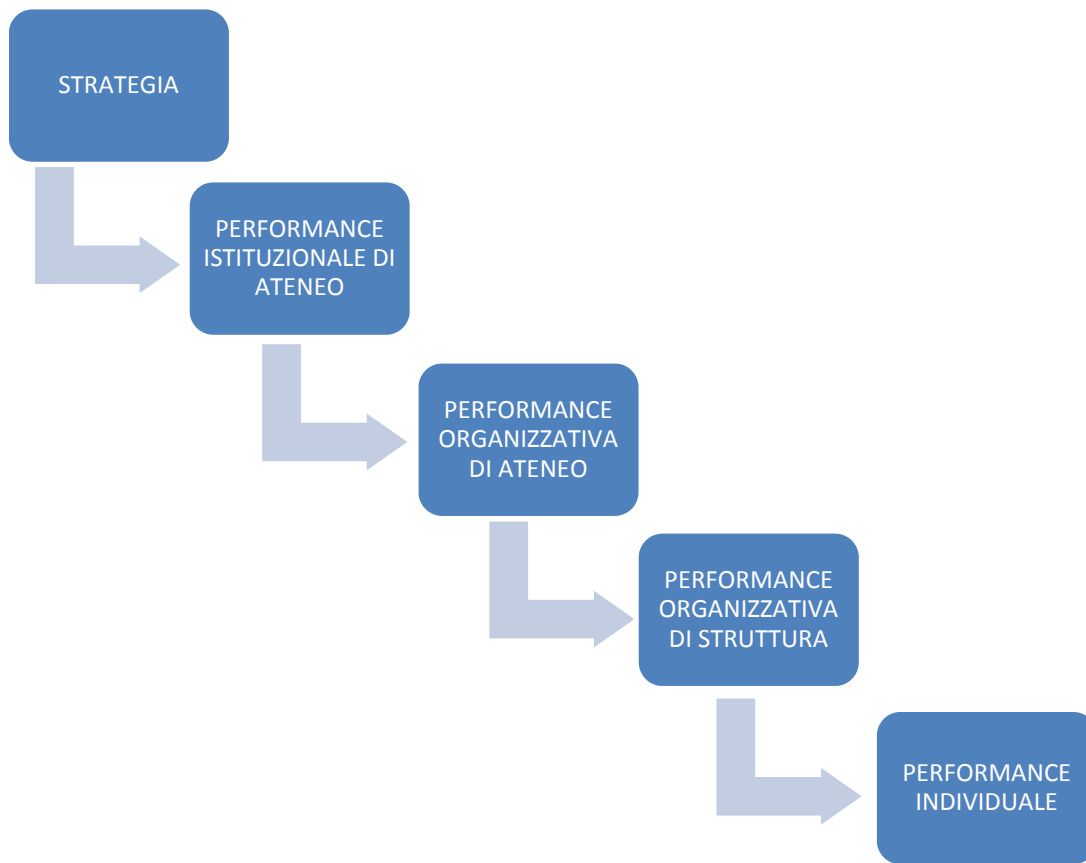 STRATEGIA
PERFORMANCE
ISTITUZIONALE DI
ATENEO
PERFORMANCE
ORGANIZZATIVA
DI ATENEO
PERFORMANCE
ORGANIZZATIVA
DI STRUTTURA
PERFORMANCE
INDIVIDUALE